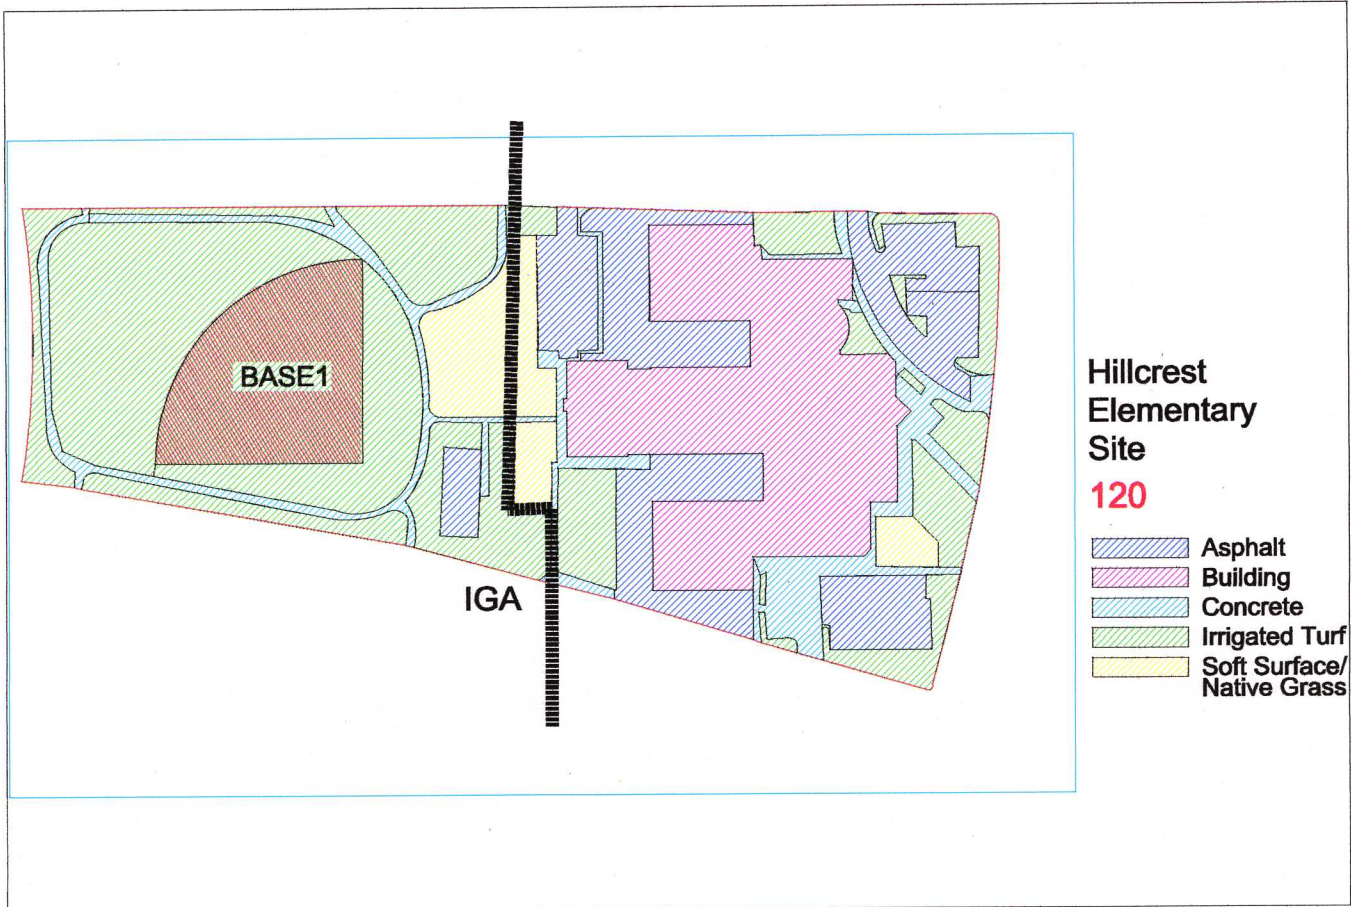 BASE1
IGA
Hillcrest
Elementary
Site
120
Asphalt
Building
Concrete
Irrigated Turf
Soft Surface/
Native Grass